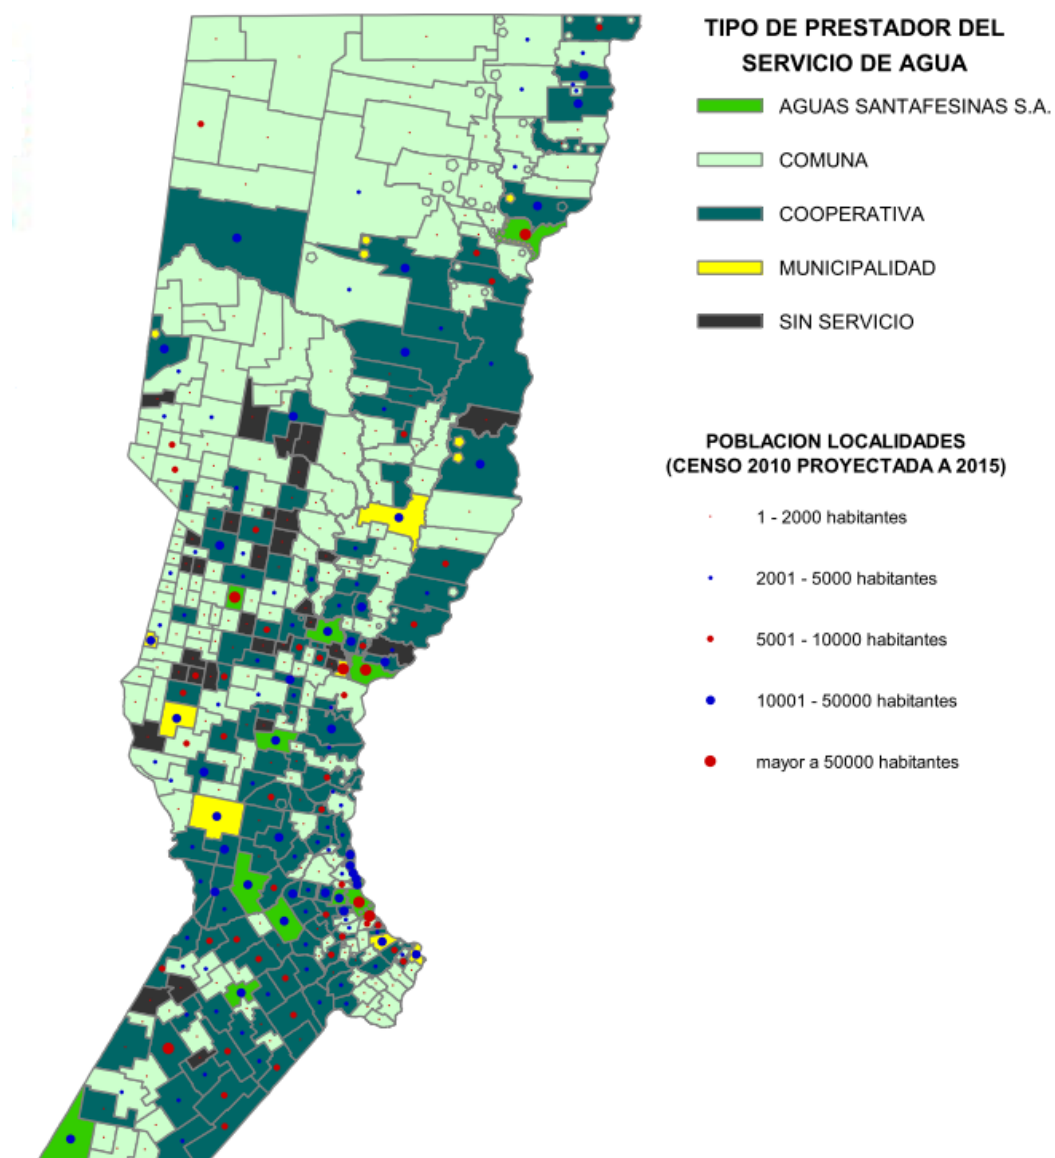 TIPO DE PRESTADOR DEL
SERVICIO DE AGUA
AGUAS SANTAFESINAS S.A.
COMUNA
COOPERATIVA
MUNICIPALIDAD
SIN SERVICIO
POBLACION LOCALIDADES
(CENSO 2010 PROYECTADA A 2015)
1 - 2000 habitantes
2001 - 5000 habitantes
5001 - 10000 habitantes
10001 - 50000 habitantes
mayor a 50000 habitantes